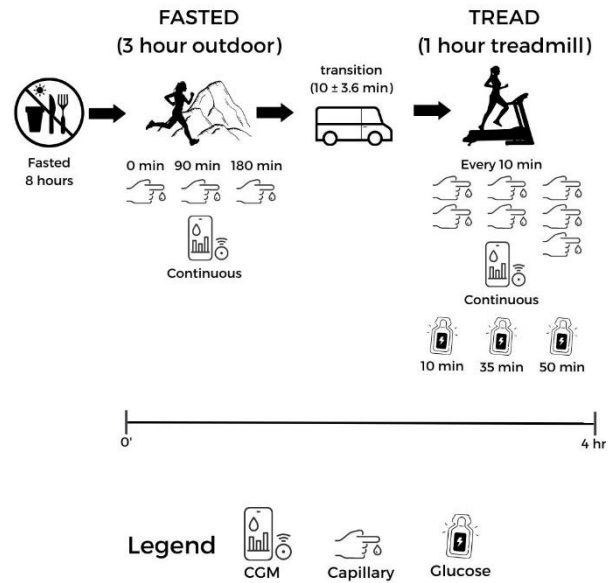 FASTED
(3 hour outdoor)
TREAD
(1 hour treadmill)
transition
(10 ± 3.6 min)
Fasted
8 hours
0 min 90 min 180 min
Continuous
Every 10 min
Continuous
10 min 35 min 50 min
0' 4 hr
Legend
CGM Capillary Glucose